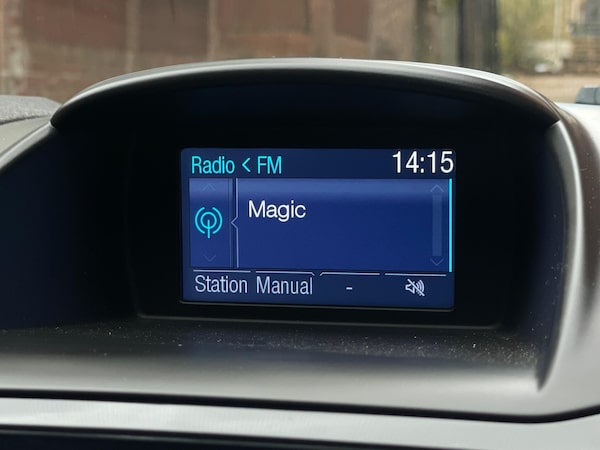 Radio < FM 14:15
Magic
Station Manual -